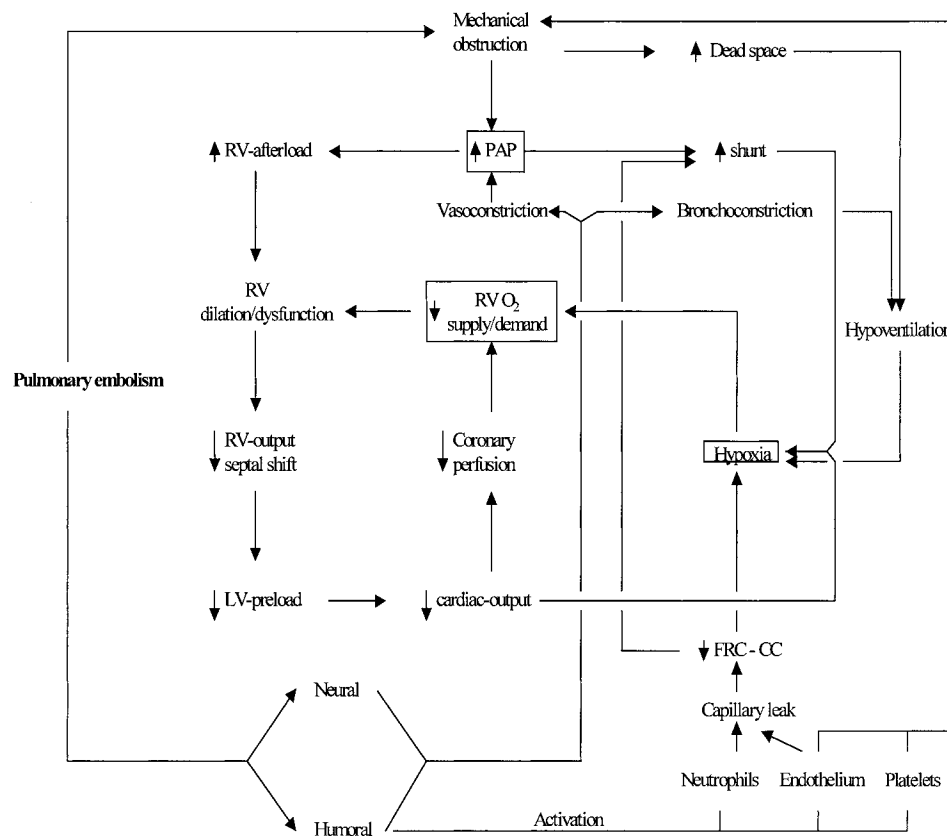 Mechanical
obstruction
Dead space
RV-afterload
PAP
shunt
Vasoconstriction
Bronchoconstriction
RV
dilation/dysfunction
RV O₂
supply/demand
Hypoventilation
Pulmonary embolism
RV-output
septal shift
Coronary
perfusion
Hypoxia
LV-preload
cardiac-output
FRC - CC
Neural
Capillary leak
Neutrophils
Endothelium
Platelets
Humoral
Activation